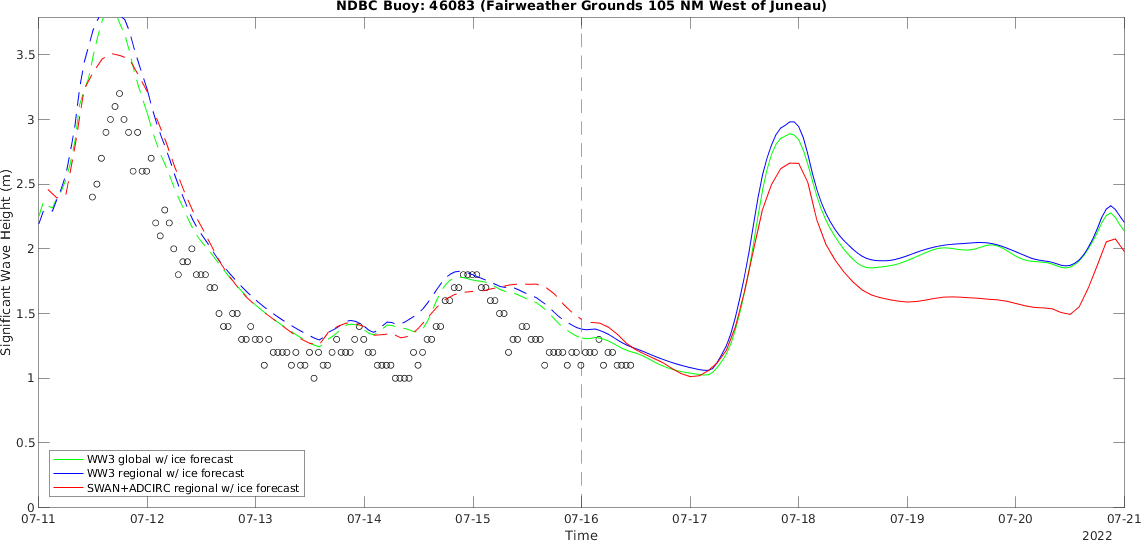 NDBC Buoy: 46083 (Fairweather Grounds 105 NM West of Juneau)
3.5
3
2.5
2
1.5
1
0.5
0
Significant Wave Height (m)
WW3 global w/ ice forecast
WW3 regional w/ ice forecast
SWAN+ADCIRC regional w/ ice forecast
07-11 07-12 07-13 07-14 07-15 07-16 07-17 07-18 07-19 07-20 07-21
Time
2022